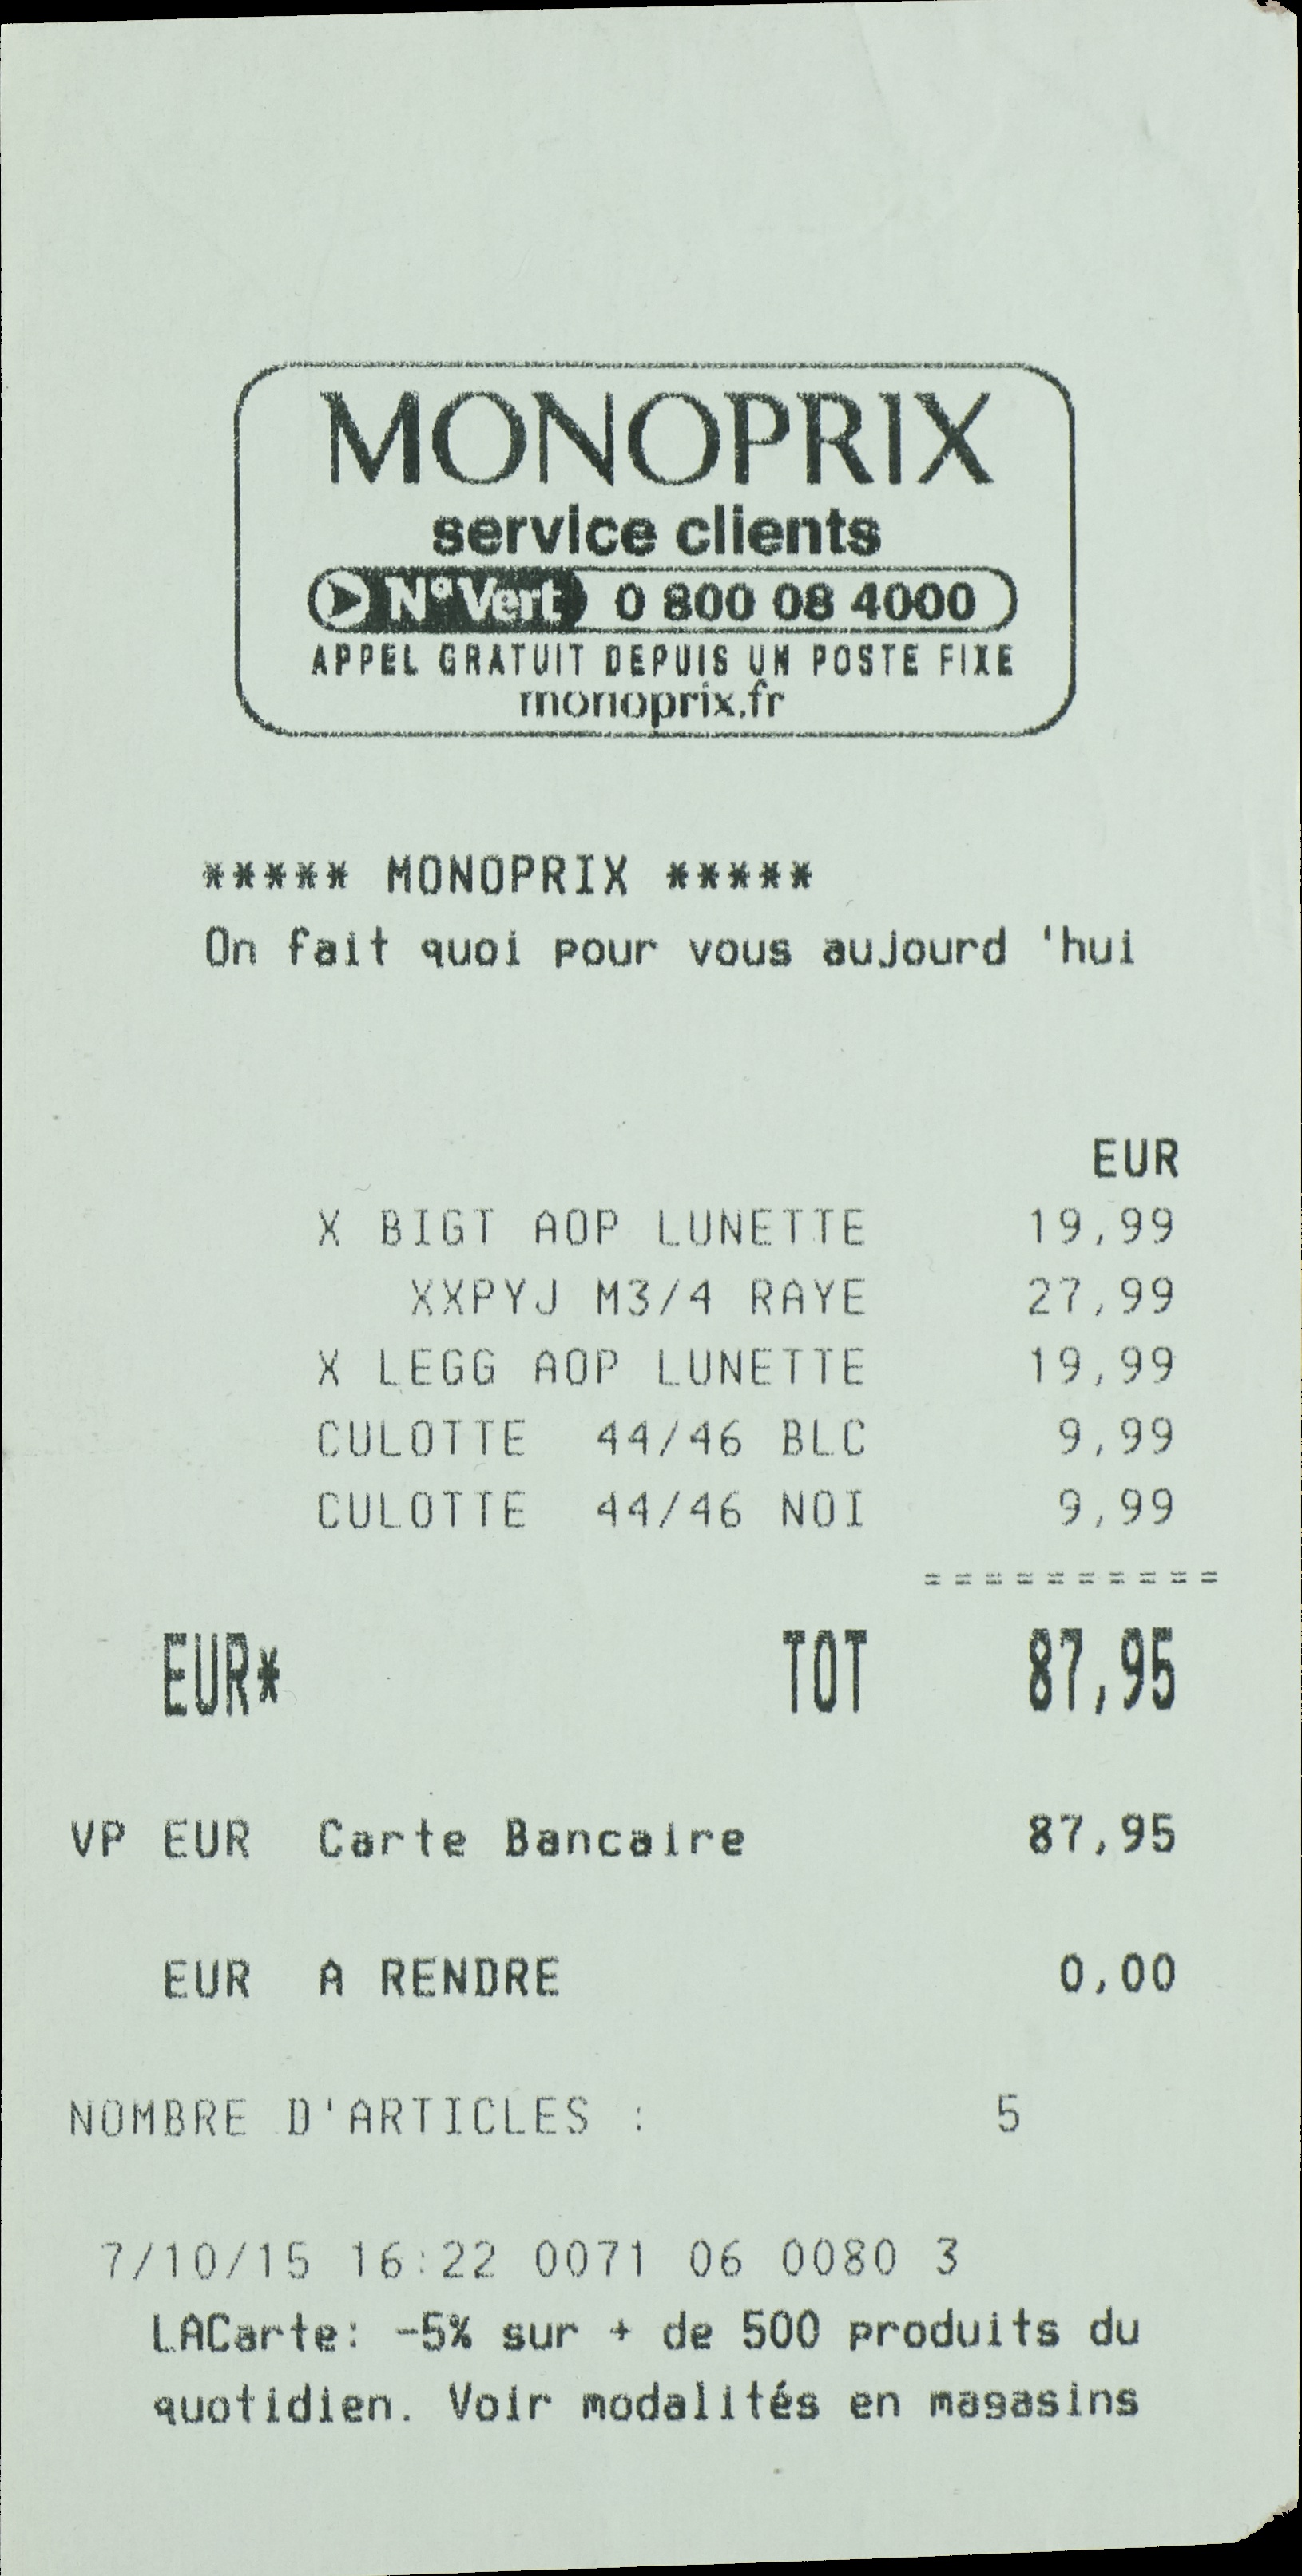 MONOPRIX
service clients
N° Vert 0 800 08 4000
APPEL GRATUIT DEPUIS UN POSTE FIXE
monoprix.fr
***** MONOPRIX *****
On fait quoi pour vous aujourd 'hui
EUR
X BIGT AOP LUNETTE 19,99
XXPYJ M3/4 RAYE 27,99
X LEGG AOP LUNETTE 19,99
CULOTTE 44/46 BLC 9,99
CULOTTE 44/46 NOI 9,99
==========
EUR* TOT 87,95
VP EUR Carte Bancaire 87,95
EUR A RENDRE 0,00
NOMBRE D'ARTICLES : 5
7/10/15 16:22 0071 06 0080 3
LACarte: -5% sur + de 500 produits du
quotidien. Voir modalités en magasins